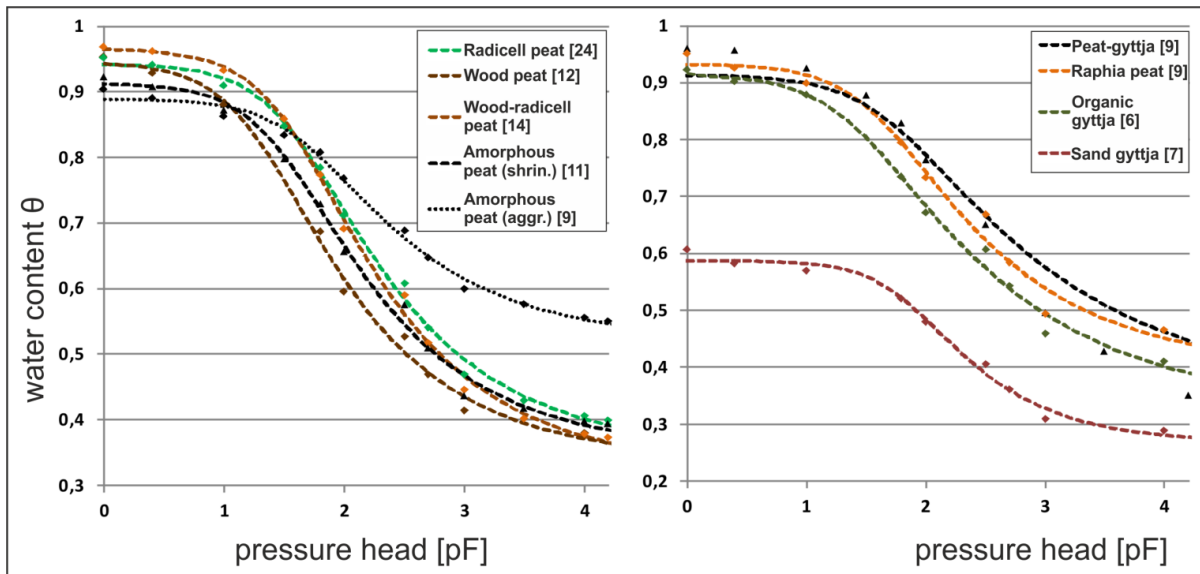 1
0,9
0,8
0,7
0,6
0,5
0,4
0,3
water content θ
0
1
2
3
4
pressure head [pF]
Radicell peat [24]
Wood peat [12]
Wood-radicell
peat [14]
Amorphous
peat (shrin.) [11]
Amorphous
peat (aggr.) [9]
1
0,9
0,8
0,7
0,6
0,5
0,4
0,3
0,2
0
1
2
3
4
pressure head [pF]
Peat-gyttja [9]
Raphia peat [9]
Organic
gyttja [6]
Sand gyttja [7]